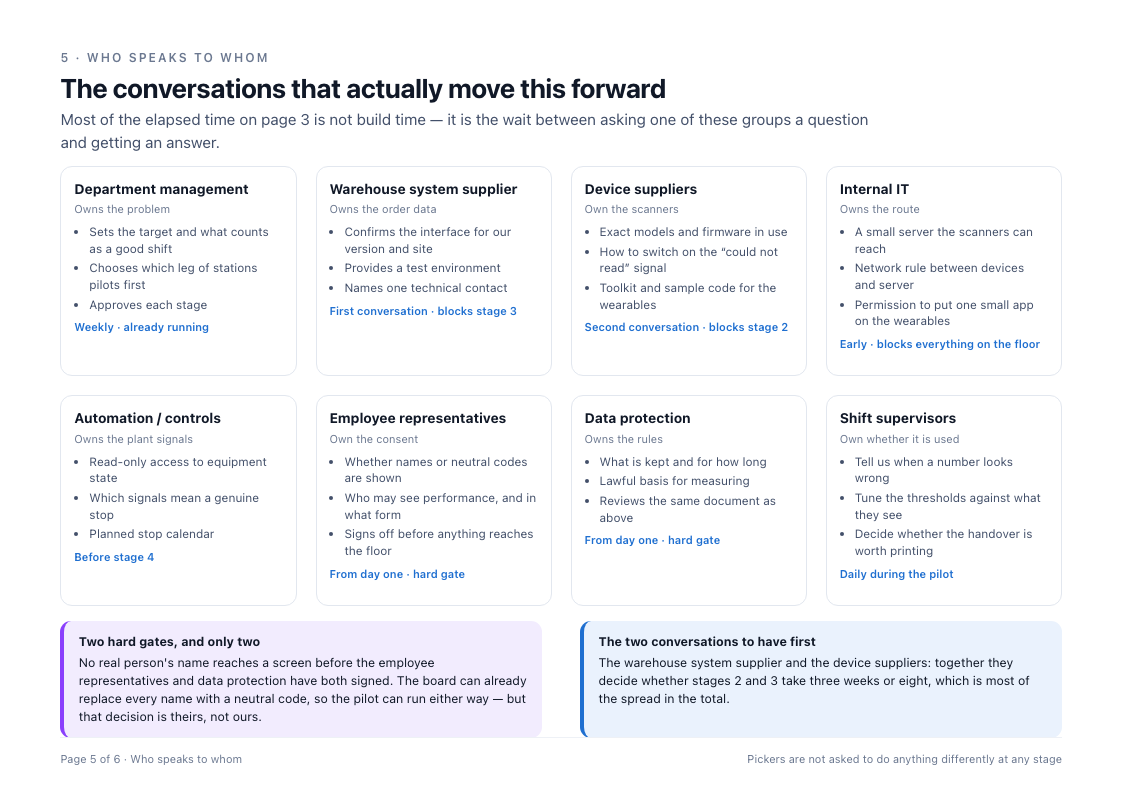 5 · WHO SPEAKS TO WHOM
The conversations that actually move this forward
Most of the elapsed time on page 3 is not build time — it is the wait between asking one of these groups a question
and getting an answer.
Department management
Owns the problem
• Sets the target and what counts
as a good shift
• Chooses which leg of stations
pilots first
• Approves each stage
Weekly · already running
Warehouse system supplier
Owns the order data
• Confirms the interface for our
version and site
• Provides a test environment
• Names one technical contact
First conversation · blocks stage 3
Device suppliers
Own the scanners
• Exact models and firmware in use
• How to switch on the “could not
read” signal
• Toolkit and sample code for the
wearables
Second conversation · blocks stage 2
Internal IT
Owns the route
• A small server the scanners can
reach
• Network rule between devices
and server
• Permission to put one small app
on the wearables
Early · blocks everything on the floor
Automation / controls
Owns the plant signals
• Read-only access to equipment
state
• Which signals mean a genuine
stop
• Planned stop calendar
Before stage 4
Employee representatives
Own the consent
• Whether names or neutral codes
are shown
• Who may see performance, and in
what form
• Signs off before anything reaches
the floor
From day one · hard gate
Data protection
Owns the rules
• What is kept and for how long
• Lawful basis for measuring
• Reviews the same document as
above
From day one · hard gate
Shift supervisors
Own whether it is used
• Tell us when a number looks
wrong
• Tune the thresholds against what
they see
• Decide whether the handover is
worth printing
Daily during the pilot
Two hard gates, and only two
No real person's name reaches a screen before the employee
representatives and data protection have both signed. The board can already
replace every name with a neutral code, so the pilot can run either way — but
that decision is theirs, not ours.
The two conversations to have first
The warehouse system supplier and the device suppliers: together they
decide whether stages 2 and 3 take three weeks or eight, which is most of
the spread in the total.
Page 5 of 6 · Who speaks to whom
Pickers are not asked to do anything differently at any stage